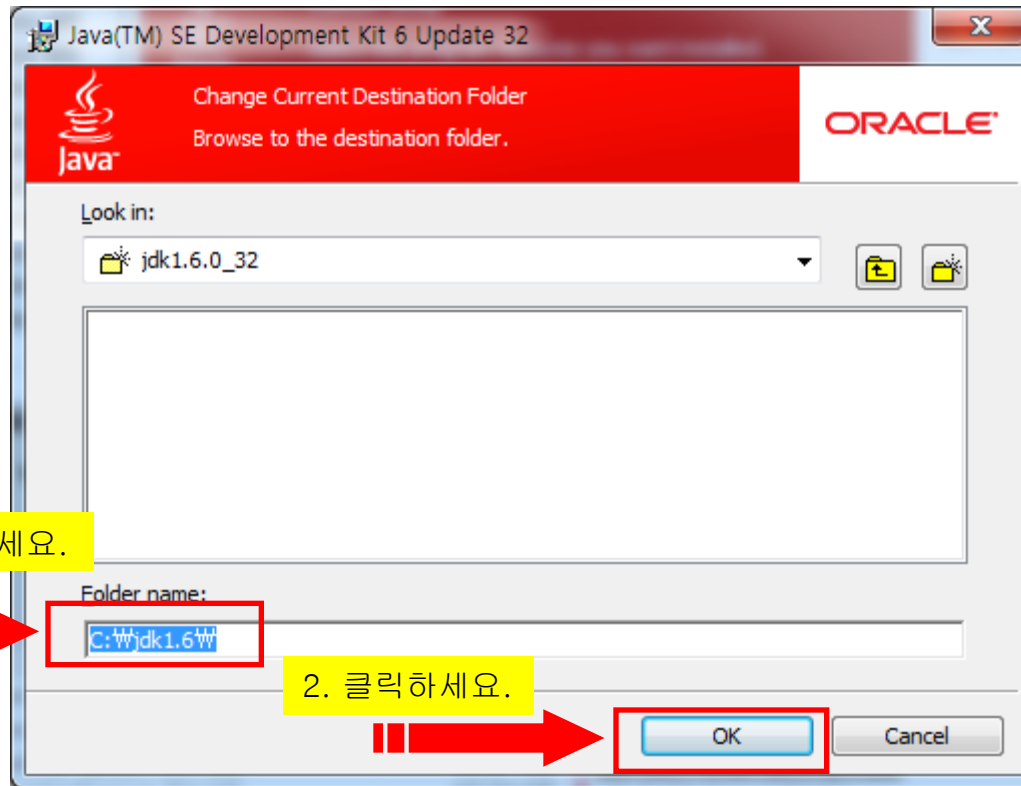 Java(TM) SE Development Kit 6 Update 32
Change Current Destination Folder
Browse to the destination folder.
Java
ORACLE
Look in:
jdk1.6.0_32
세요.
Folder name:
C:₩jdk1.6₩
2. 클릭하세요.
OK
Cancel